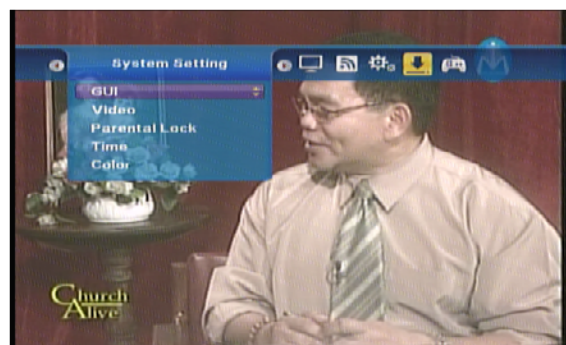 System Setting
GUI
Video
Parental Lock
Time
Color
Church
Alive